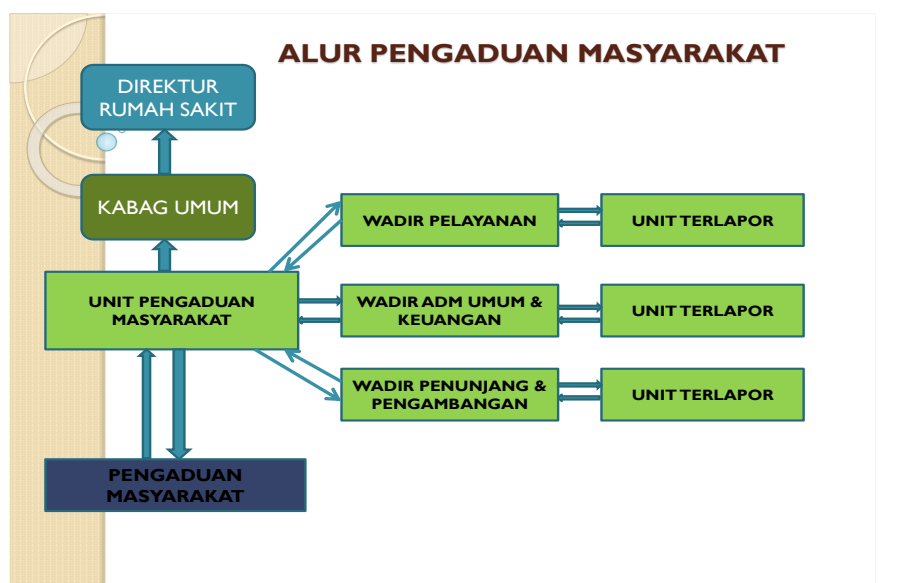 ALUR PENGADUAN MASYARAKAT
DIREKTUR
RUMAH SAKIT
KABAG UMUM
WADIR PELAYANAN
UNIT TERLAPOR
UNIT PENGADUAN
MASYARAKAT
WADIR ADM UMUM &
KEUANGAN
UNIT TERLAPOR
WADIR PENUNJANG &
PENGAMBANGAN
UNIT TERLAPOR
PENGADUAN
MASYARAKAT